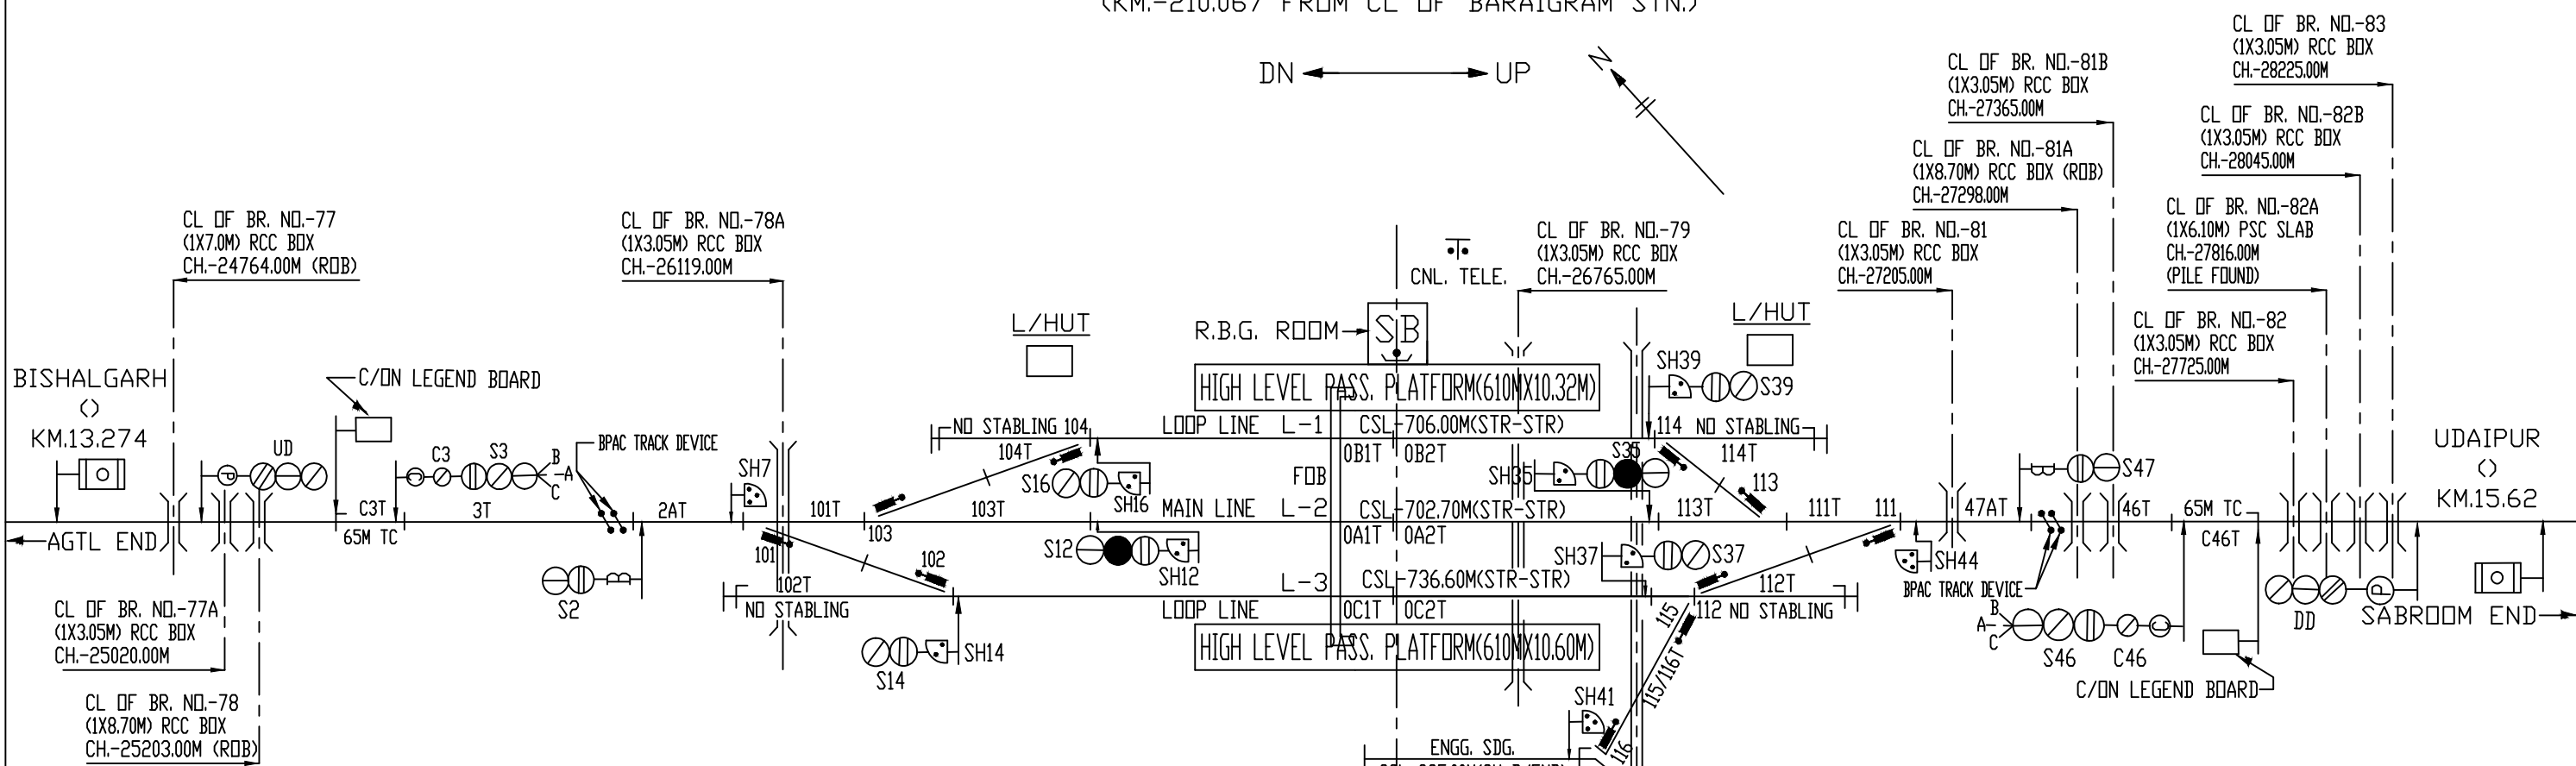 (KM.-210.067 FROM CL OF BARAIGRAM STN.)
DN
UP
N
CL OF BR. NO.-83
(1X3.05M) RCC BOX
CH.-28225.00M
CL OF BR. NO.-81B
(1X3.05M) RCC BOX
CH.-27365.00M
CL OF BR. NO.-82B
(1X3.05M) RCC BOX
CH.-28045.00M
CL OF BR. NO.-81A
(1X8.70M) RCC BOX (ROB)
CH.-27298.00M
CL OF BR. NO.-82A
(1X6.10M) PSC SLAB
CH.-27816.00M
(PILE FOUND)
CL OF BR. NO.-77
(1X7.0M) RCC BOX
CH.-24764.00M (ROB)
CL OF BR. NO.-78A
(1X3.05M) RCC BOX
CH.-26119.00M
CL OF BR. NO.-79
(1X3.05M) RCC BOX
CH.-26765.00M
CL OF BR. NO.-81
(1X3.05M) RCC BOX
CH.-27205.00M
CL OF BR. NO.-82
(1X3.05M) RCC BOX
CH.-27725.00M
CNL. TELE.
L/HUT
R.B.G. ROOM
SB
L/HUT
BISHALGARH
()
KM.13.274
C/ON LEGEND BOARD
HIGH LEVEL PASS. PLATFORM(610MX10.32M)
SH39
S39
NO STABLING
104
LOOP LINE
L-1
CSL-706.00M(STR-STR)
114
NO STABLING
UDAIPUR
()
KM.15.62
UD
P
C3
C
S3
B
A
C
BPAC TRACK DEVICE
SH7
104T
0B1T
0B2T
S35
114T
S47
B
S16
SH16
FOB
SH35
113
C3T
65M TC
3T
2AT
101T
103
103T
MAIN LINE
L-2
CSL-702.70M(STR-STR)
113T
111T
111
47AT
46T
65M TC
C46T
AGTL END
101
0A1T
0A2T
S12
SH12
SH37
S37
SH44
S2
B
102
102T
NO STABLING
L-3
CSL-736.60M(STR-STR)
LOOP LINE
0C1T
0C2T
112T
112
NO STABLING
BPAC TRACK DEVICE
DD
P
SABROOM END
CL OF BR. NO.-77A
(1X3.05M) RCC BOX
CH.-25020.00M
HIGH LEVEL PASS. PLATFORM(610MX10.60M)
S14
SH14
115
115/116T
B
A
C
S46
C46
C
C/ON LEGEND BOARD
CL OF BR. NO.-78
(1X8.70M) RCC BOX
CH.-25203.00M (ROB)
SH41
116
ENGG. SDG.